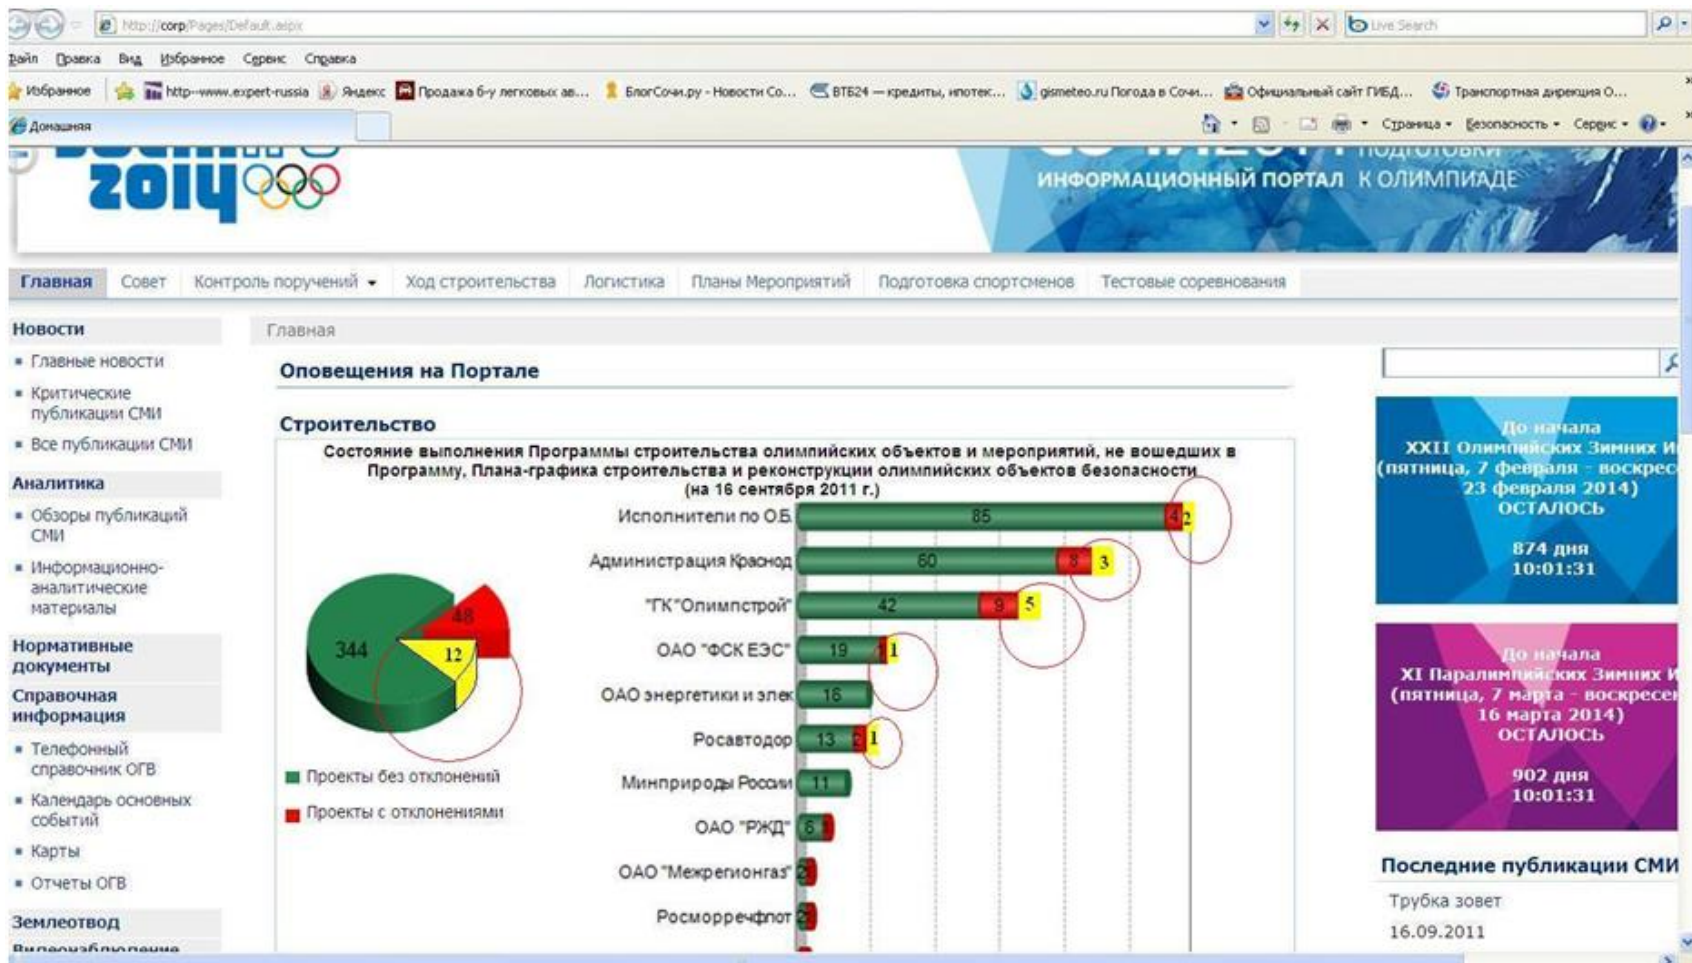 http://corp/Pages/Default.aspx
Live Search
Файл Правка Вид Избранное Сервис Справка
Избранное
http--www.expert-russia
Яндекс
Продажа б-у легковых ав...
БлогСочи.ру - Новости Со...
ВТБ24 — кредиты, ипотек...
gismeteo.ru Погода в Сочи...
Официальный сайт ГИБД...
Транспортная дирекция О...
Домашняя
Страница
Безопасность
Сервис
2014
ПОДГОТОВКИ
ИНФОРМАЦИОННЫЙ ПОРТАЛ К ОЛИМПИАДЕ
Главная
Совет
Контроль поручений
Ход строительства
Логистика
Планы Мероприятий
Подготовка спортсменов
Тестовые соревнования
Новости
Главные новости
Критические
публикации СМИ
Все публикации СМИ
Аналитика
Обзоры публикаций
СМИ
Информационно-
аналитические
материалы
Нормативные
документы
Справочная
информация
Телефонный
справочник ОГВ
Календарь основных
событий
Карты
Отчеты ОГВ
Землеотвод
Видеонаблюдение
Главная
Оповещения на Портале
Строительство
Состояние выполнения Программы строительства олимпийских объектов и мероприятий, не вошедших в
Программу, Плана-графика строительства и реконструкции олимпийских объектов безопасности
(на 16 сентября 2011 г.)
344
48
12
Проекты без отклонений
Проекты с отклонениями
Исполнители по О.Б. 85 4 2
Администрация Краснод 60 8 3
"ГК"Олимпстрой" 42 9 5
ОАО "ФСК ЕЭС" 19 1 1
ОАО энергетики и элек 16
Росавтодор 13 2 1
Минприроды России 11
ОАО "РЖД" 6 1
ОАО "Межрегионгаз" 2
Росморречфлот 2
До начала
XXII Олимпийских Зимних И
(пятница, 7 февраля - воскресе
23 февраля 2014)
ОСТАЛОСЬ
874 дня
10:01:31
До начала
XI Паралимпийских Зимних И
(пятница, 7 марта - воскресен
16 марта 2014)
ОСТАЛОСЬ
902 дня
10:01:31
Последние публикации СМИ
Трубка зовет
16.09.2011